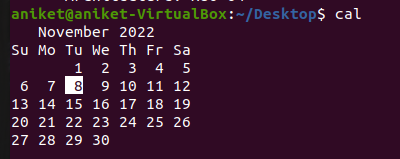 aniket@aniket-VirtualBox:~/Desktop$ cal
November 2022
Su Mo Tu We Th Fr Sa
1 2 3 4 5
6 7 8 9 10 11 12
13 14 15 16 17 18 19
20 21 22 23 24 25 26
27 28 29 30